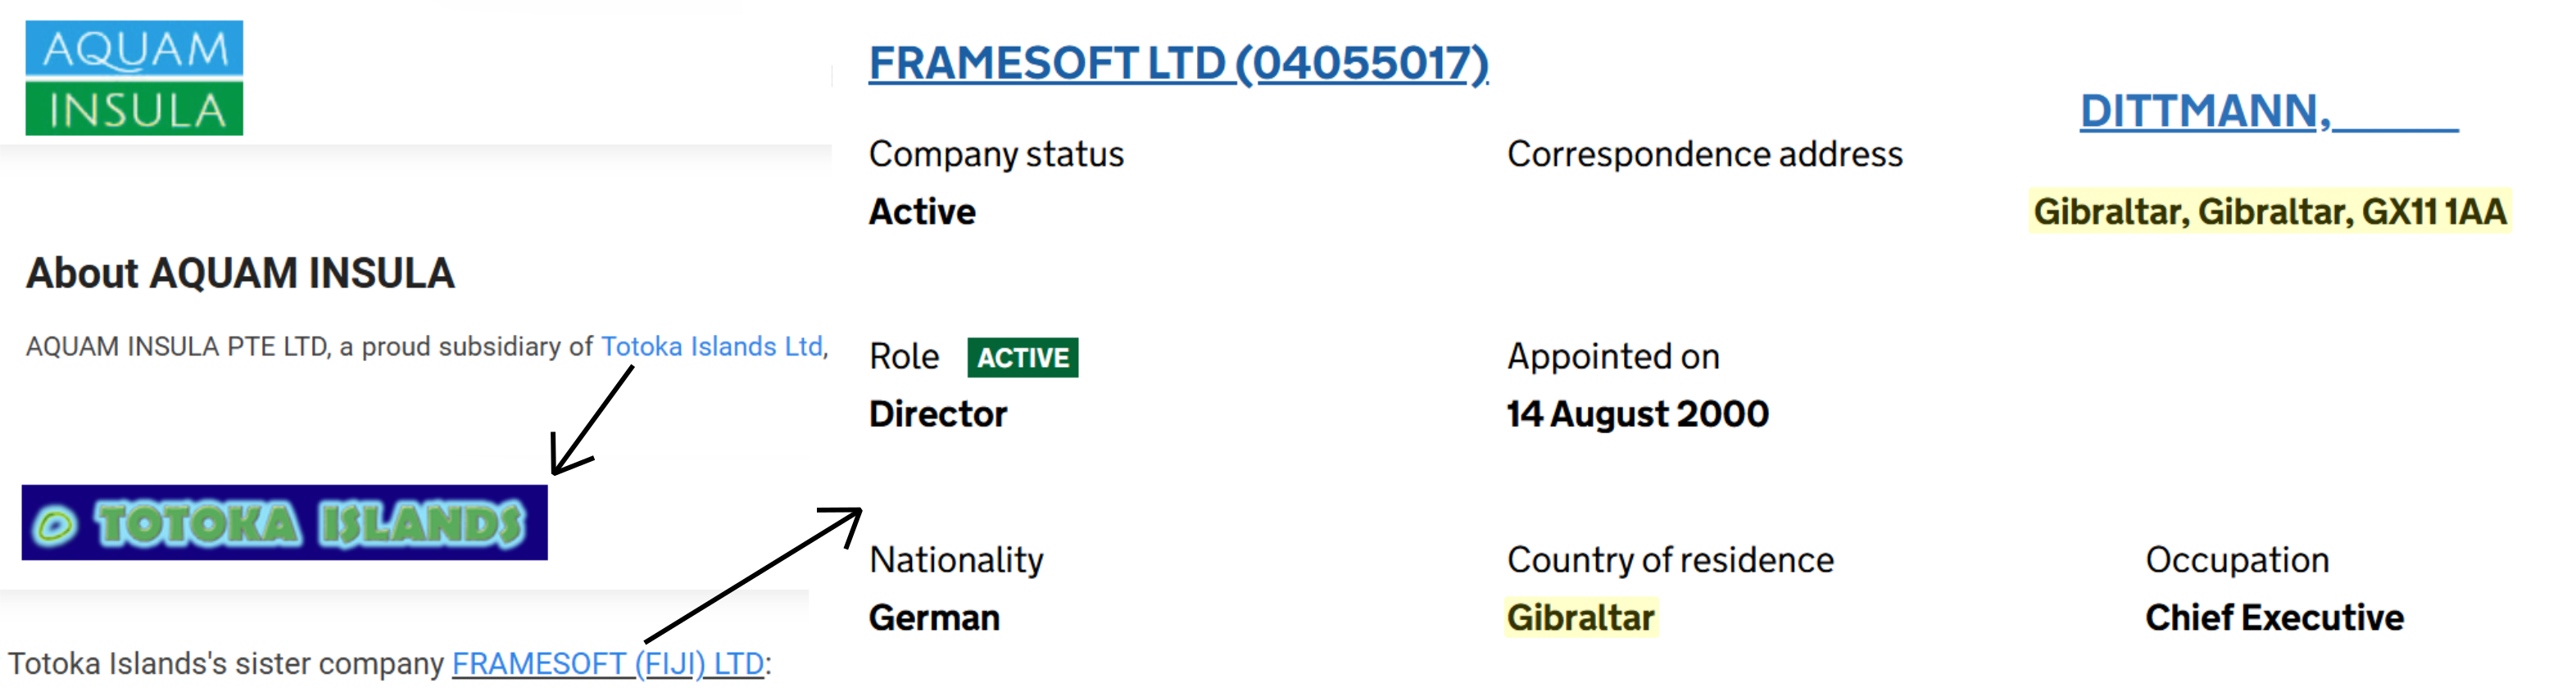 AQUAM
INSULA
About AQUAM INSULA
AQUAM INSULA PTE LTD, a proud subsidiary of Totoka Islands Ltd,
TOTOKA ISLANDS
Totoka Islands's sister company FRAMESOFT (FIJI) LTD:
FRAMESOFT LTD (04055017)
DITTMANN,
Company status
Active
Correspondence address
Gibraltar, Gibraltar, GX11 1AA
Role ACTIVE
Director
Appointed on
14 August 2000
Nationality
German
Country of residence
Gibraltar
Occupation
Chief Executive